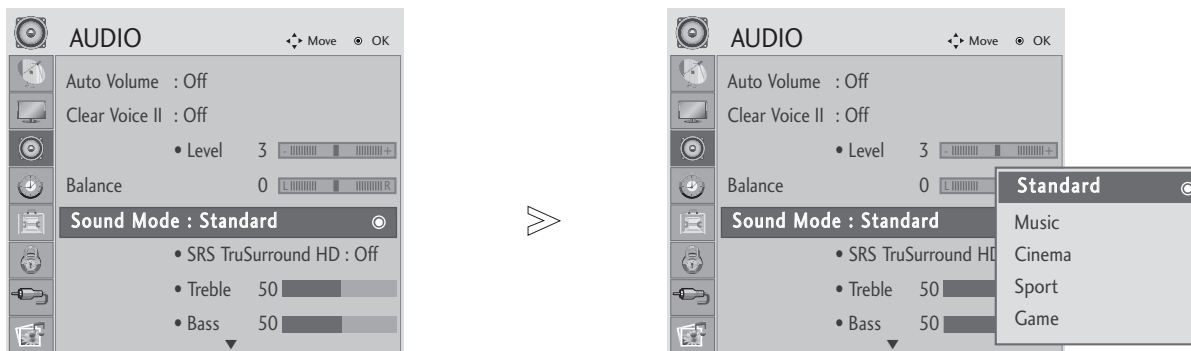 AUDIO Move OK
Auto Volume : Off
Clear Voice II : Off
• Level 3 - +
Balance 0 L R
Sound Mode : Standard
• SRS TruSurround HD : Off
• Treble 50
• Bass 50
AUDIO Move OK
Auto Volume : Off
Clear Voice II : Off
• Level 3 - +
Balance 0 L
Sound Mode : Standard
• SRS TruSurround HD
• Treble 50
• Bass 50
Standard
Music
Cinema
Sport
Game